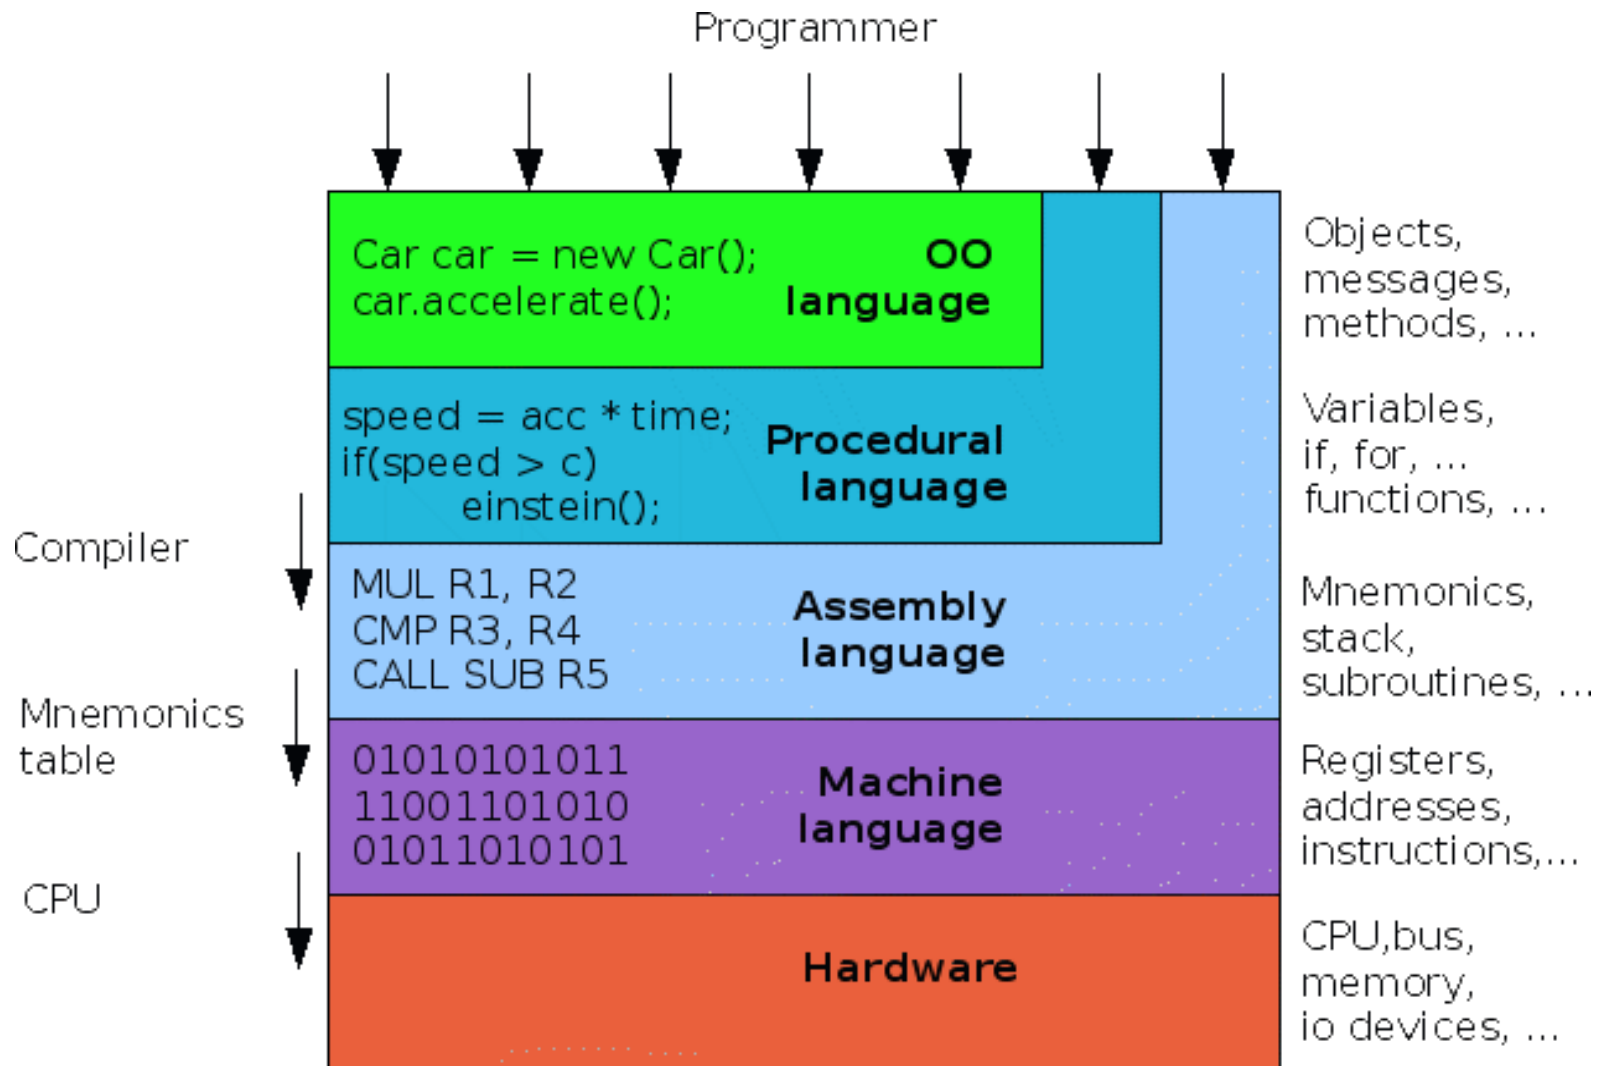 Programmer
Car car = new Car();
car.accelerate();
OO
language
Objects,
messages,
methods, ...
speed = acc * time;
if(speed > c)
einstein();
Procedural
language
Variables,
if, for, ...
functions, ...
Compiler
MUL R1, R2
CMP R3, R4
CALL SUB R5
Assembly
language
Mnemonics,
stack,
subroutines, ...
Mnemonics
table
01010101011
11001101010
01011010101
Machine
language
Registers,
addresses,
instructions,...
CPU
Hardware
CPU,bus,
memory,
io devices, ...